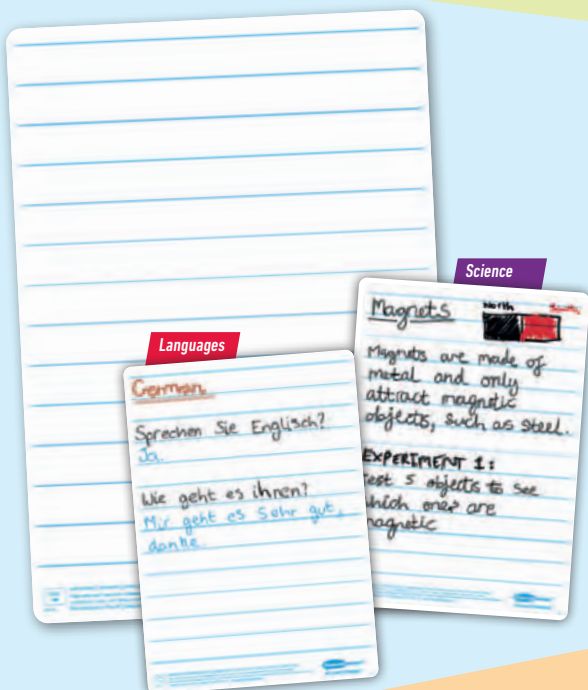 Languages
German
Sprechen Sie Englisch?
Ja.
Wie geht es ihnen?
Mir geht es Sehr gut,
danke.
Science
Magnets
North
Magnets are made of
metal and only
attract magnetic
objects, such as steel.
EXPERIMENT 1:
test 5 objects to see
which ones are
magnetic